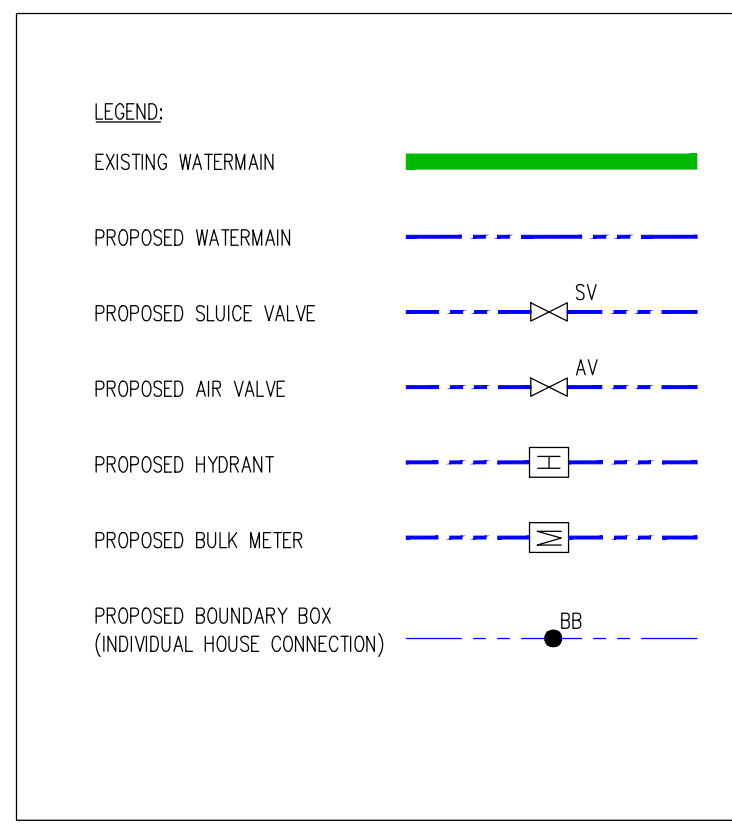 LEGEND:
EXISTING WATERMAIN
PROPOSED WATERMAIN
PROPOSED SLUICE VALVE
SV
PROPOSED AIR VALVE
AV
PROPOSED HYDRANT
H
PROPOSED BULK METER
M
PROPOSED BOUNDARY BOX
(INDIVIDUAL HOUSE CONNECTION)
BB